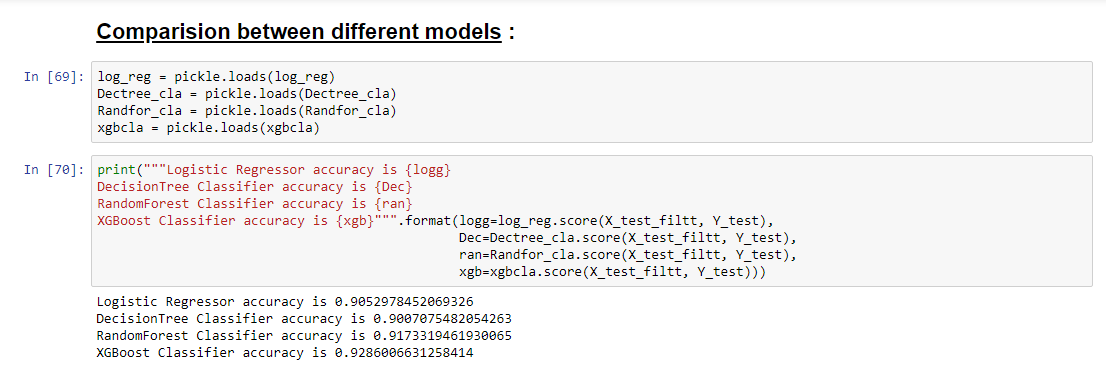 Comparision between different models :
In [69]: log_reg = pickle.loads(log_reg)
Dectree_cla = pickle.loads(Dectree_cla)
Randfor_cla = pickle.loads(Randfor_cla)
xgbcla = pickle.loads(xgbcla)
In [70]: print("""Logistic Regressor accuracy is {logg}
DecisionTree Classifier accuracy is {Dec}
RandomForest Classifier accuracy is {ran}
XGBoost Classifier accuracy is {xgb}""".format(logg=log_reg.score(X_test_filtt, Y_test),
Dec=Dectree_cla.score(X_test_filtt, Y_test),
ran=Randfor_cla.score(X_test_filtt, Y_test),
xgb=xgbcla.score(X_test_filtt, Y_test)))
Logistic Regressor accuracy is 0.9052978452069326
DecisionTree Classifier accuracy is 0.9007075482054263
RandomForest Classifier accuracy is 0.9173319461930065
XGBoost Classifier accuracy is 0.9286006631258414